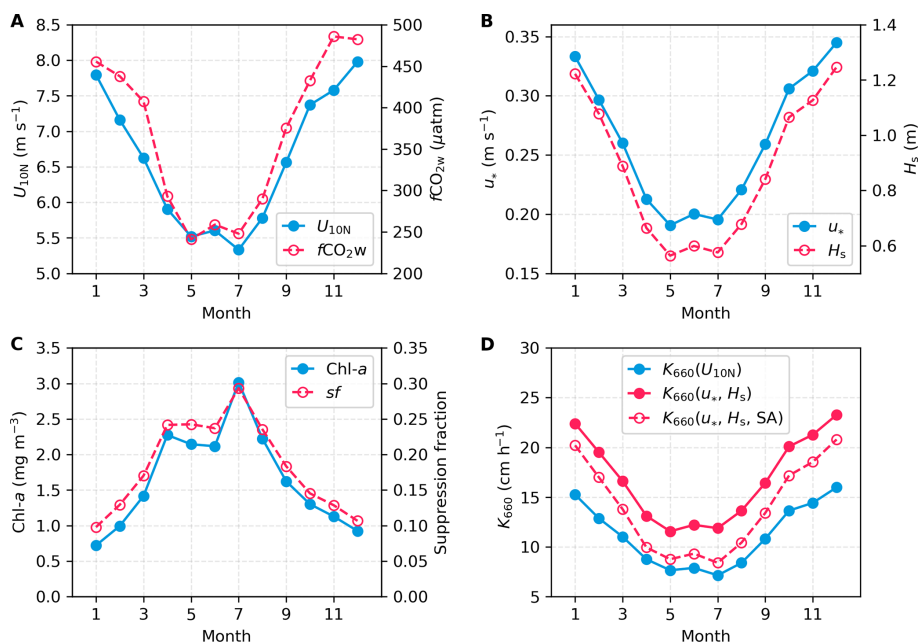 A
8.5
8.0
7.5
7.0
6.5
6.0
5.5
5.0
U10N (m s−1)
500
450
400
350
300
250
200
fCO2w (μatm)
U10N
fCO2w
1 3 5 7 9 11
Month
B
0.35
0.30
0.25
0.20
0.15
u* (m s−1)
1.4
1.2
1.0
0.8
0.6
Hs (m)
u*
Hs
1 3 5 7 9 11
Month
C
3.5
3.0
2.5
2.0
1.5
1.0
0.5
0.0
Chl-a (mg m−3)
0.35
0.30
0.25
0.20
0.15
0.10
0.05
0.00
Suppression fraction
Chl-a
sf
1 3 5 7 9 11
Month
D
30
25
20
15
10
5
K660 (cm h−1)
K660(U10N)
K660(u*, Hs)
K660(u*, Hs, SA)
1 3 5 7 9 11
Month